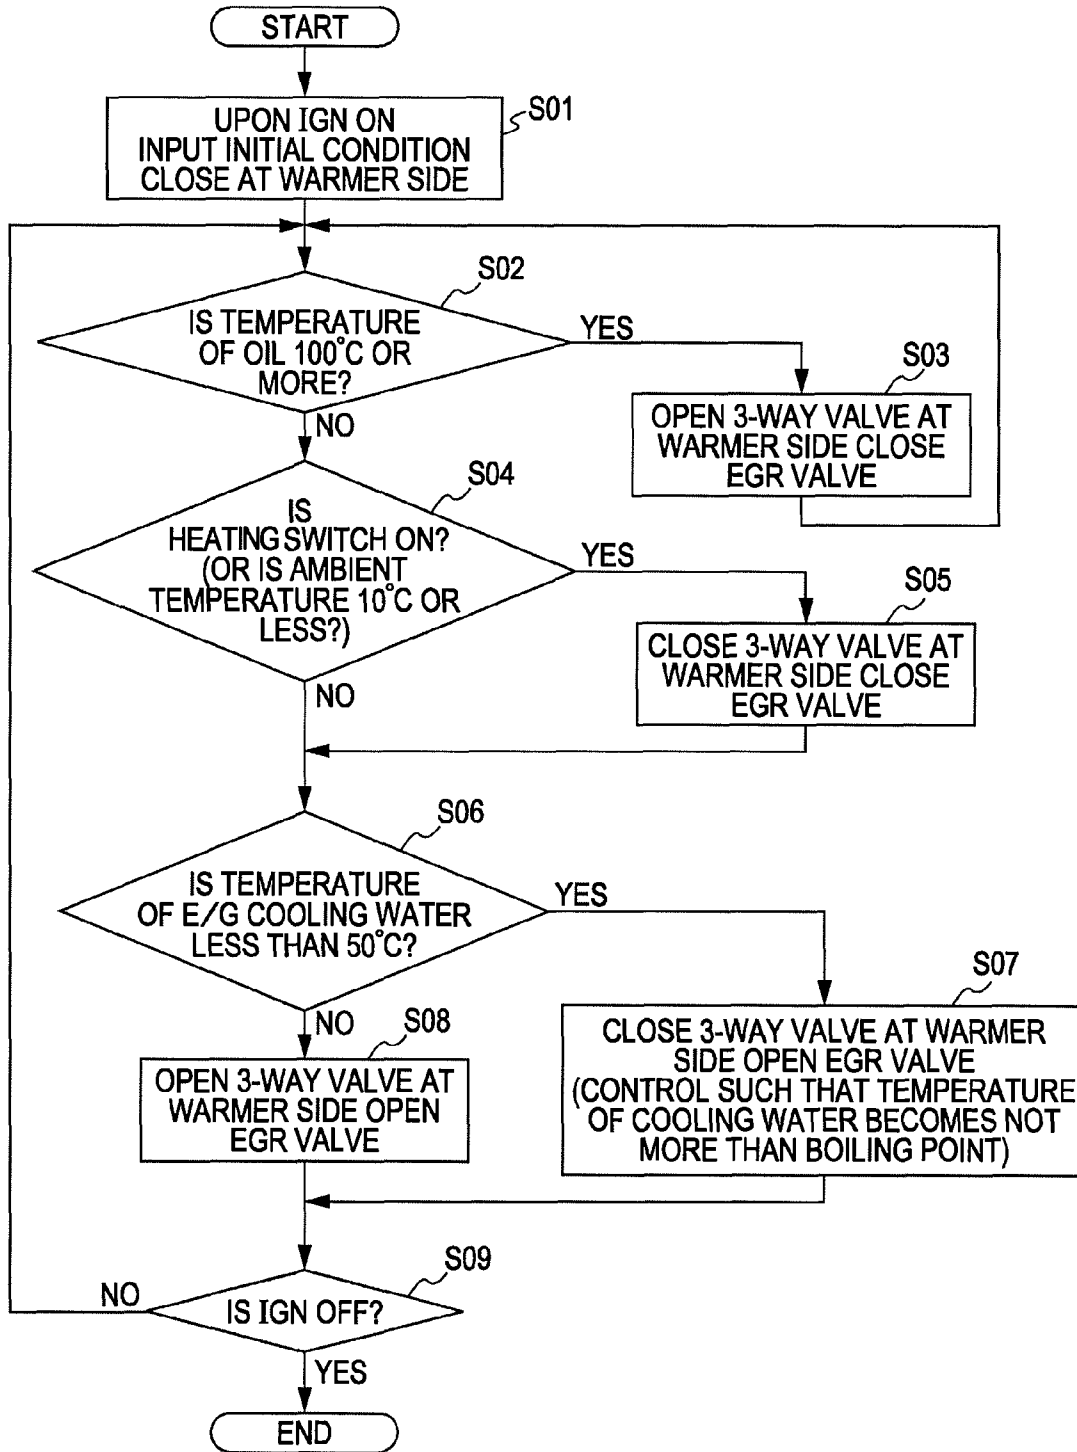 START
UPON IGN ON
INPUT INITIAL CONDITION
CLOSE AT WARMER SIDE
S01
S02
IS TEMPERATURE
OF OIL 100°C OR
MORE?
YES
NO
S03
OPEN 3-WAY VALVE AT
WARMER SIDE CLOSE
EGR VALVE
S04
IS
HEATING SWITCH ON?
(OR IS AMBIENT
TEMPERATURE 10°C OR
LESS?)
YES
NO
S05
CLOSE 3-WAY VALVE AT
WARMER SIDE CLOSE
EGR VALVE
S06
IS TEMPERATURE
OF E/G COOLING WATER
LESS THAN 50°C?
YES
NO
S07
CLOSE 3-WAY VALVE AT WARMER
SIDE OPEN EGR VALVE
(CONTROL SUCH THAT TEMPERATURE
OF COOLING WATER BECOMES NOT
MORE THAN BOILING POINT)
S08
OPEN 3-WAY VALVE AT
WARMER SIDE OPEN
EGR VALVE
S09
IS IGN OFF?
NO
YES
END